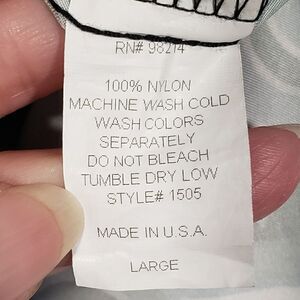 RN# 98214
100% NYLON
MACHINE WASH COLD
WASH COLORS
SEPARATELY
DO NOT BLEACH
TUMBLE DRY LOW
STYLE# 1505
MADE IN U.S.A.
LARGE